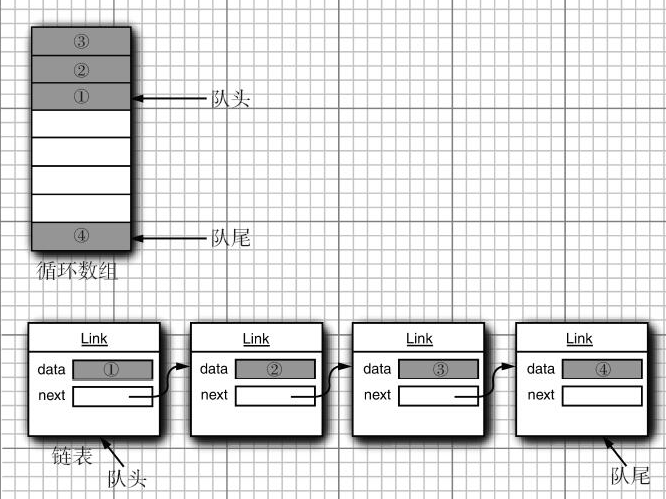 ③
②
① 队头
④ 队尾
循环数组
Link Link Link Link
data ① data ② data ③ data ④
next next next next
链表
队头 队尾